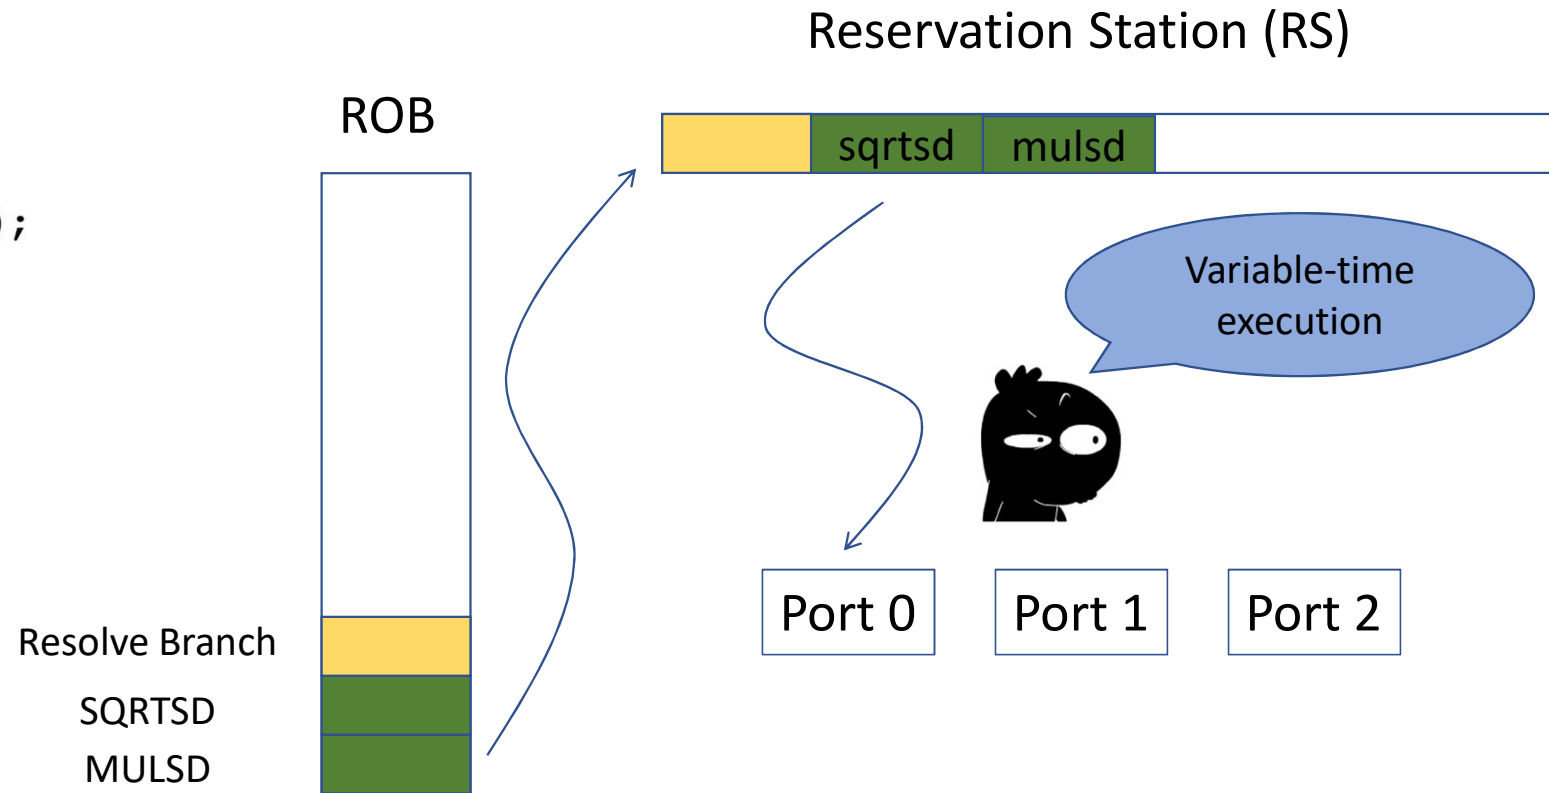 Reservation Station (RS)
ROB
sqrtsd
mulsd
);
Variable-time
execution
Port 0
Port 1
Port 2
Resolve Branch
SQRTSD
MULSD